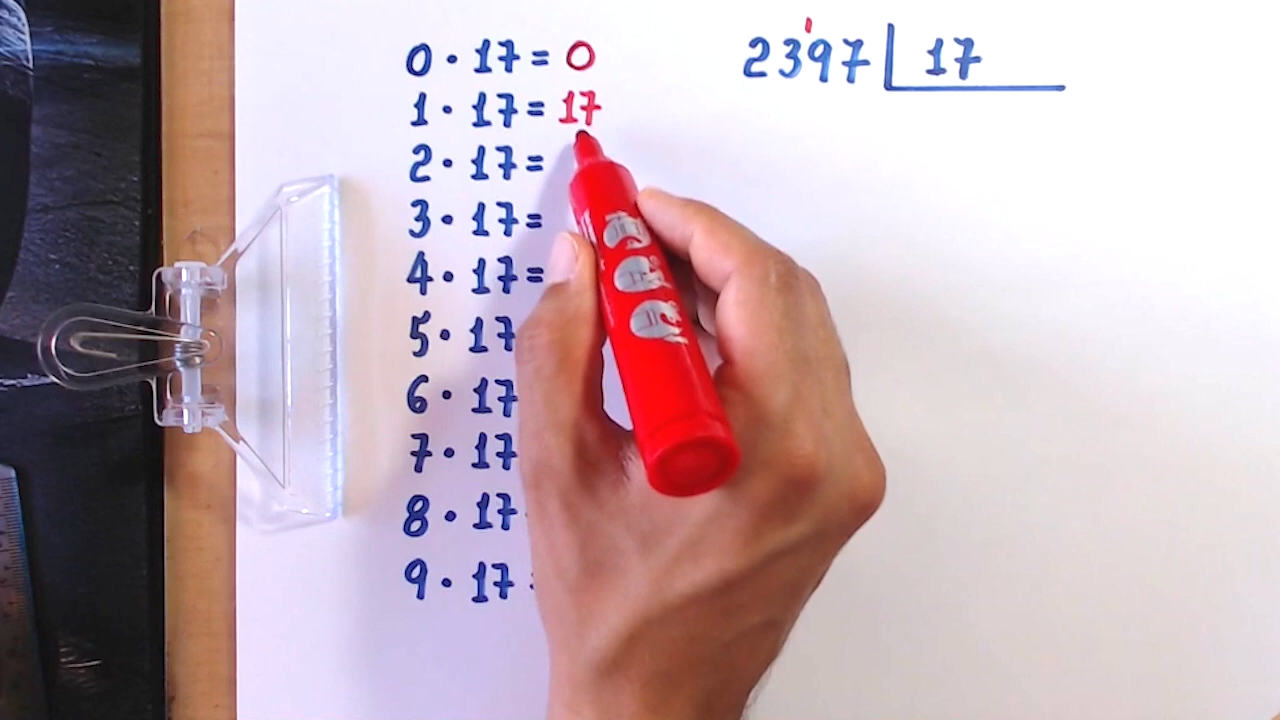 0 · 17 = 0
1 · 17 = 17
2 · 17 =
3 · 17 =
4 · 17 =
5 · 17
6 · 17
7 · 17
8 · 17
9 · 17 =
2397 | 17